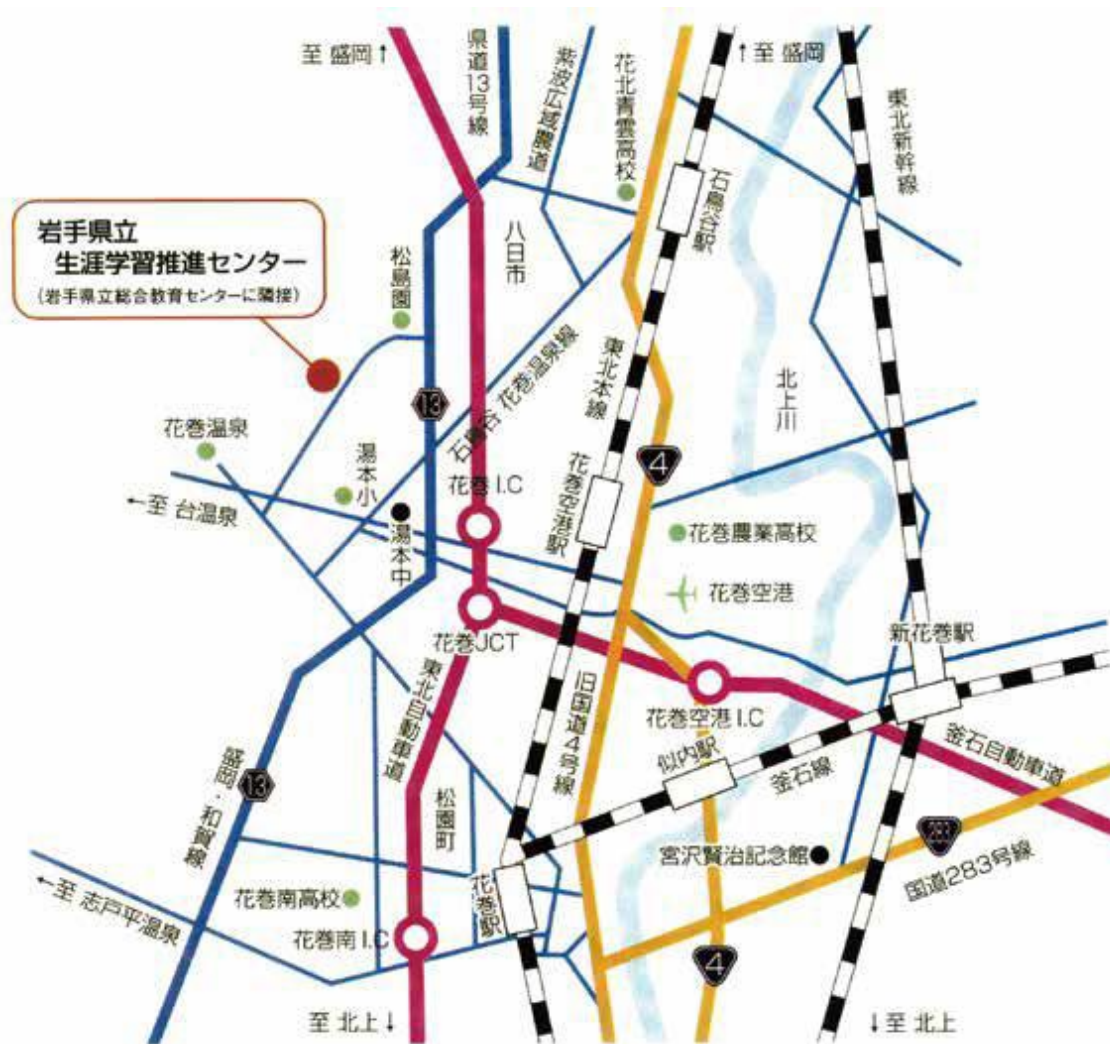 至 盛岡↑
県道13号線
紫波広域農道
花北青雲高校
↑至 盛岡
東北新幹線
石鳥谷駅
岩手県立
生涯学習推進センター
(岩手県立総合教育センターに隣接)
松島園
八日市
13
石鳥谷 花巻温泉線
東北本線
北上川
4
花巻温泉
湯本小
花巻I.C
花巻空港駅
←至 台温泉
湯本中
花巻農業高校
花巻空港
花巻JCT
新花巻駅
東北自動車道
旧国道4号線
花巻空港I.C
似内駅
釜石線
釜石自動車道
盛岡・和賀線
13
松園町
283
宮沢賢治記念館
国道283号線
←至 志戸平温泉
花巻南高校
花巻駅
花巻南I.C
4
至 北上↓
↓至 北上